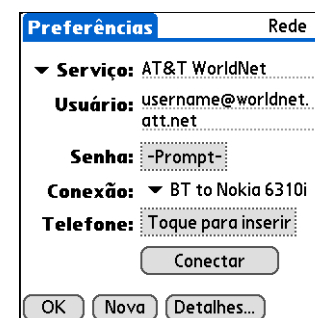 Preferências Rede
Serviço: AT&T WorldNet
Usuário: username@worldnet.
att.net
Senha: -Prompt-
Conexão: BT to Nokia 6310i
Telefone: Toque para inserir
Conectar
OK Nova Detalhes...